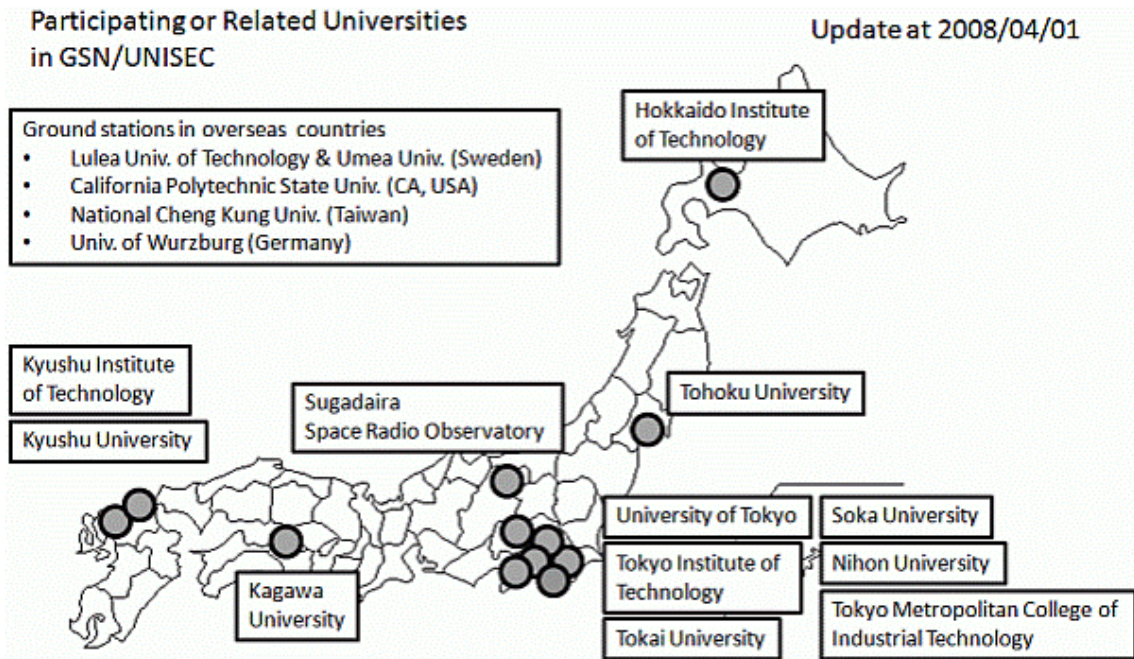 Participating or Related Universities
in GSN/UNISEC
Update at 2008/04/01
Ground stations in overseas countries
• Lulea Univ. of Technology & Umea Univ. (Sweden)
• California Polytechnic State Univ. (CA, USA)
• National Cheng Kung Univ. (Taiwan)
• Univ. of Wurzburg (Germany)
Hokkaido Institute
of Technology
Kyushu Institute
of Technology
Kyushu University
Sugadaira
Space Radio Observatory
Tohoku University
Kagawa
University
University of Tokyo
Tokyo Institute of
Technology
Tokai University
Soka University
Nihon University
Tokyo Metropolitan College of
Industrial Technology